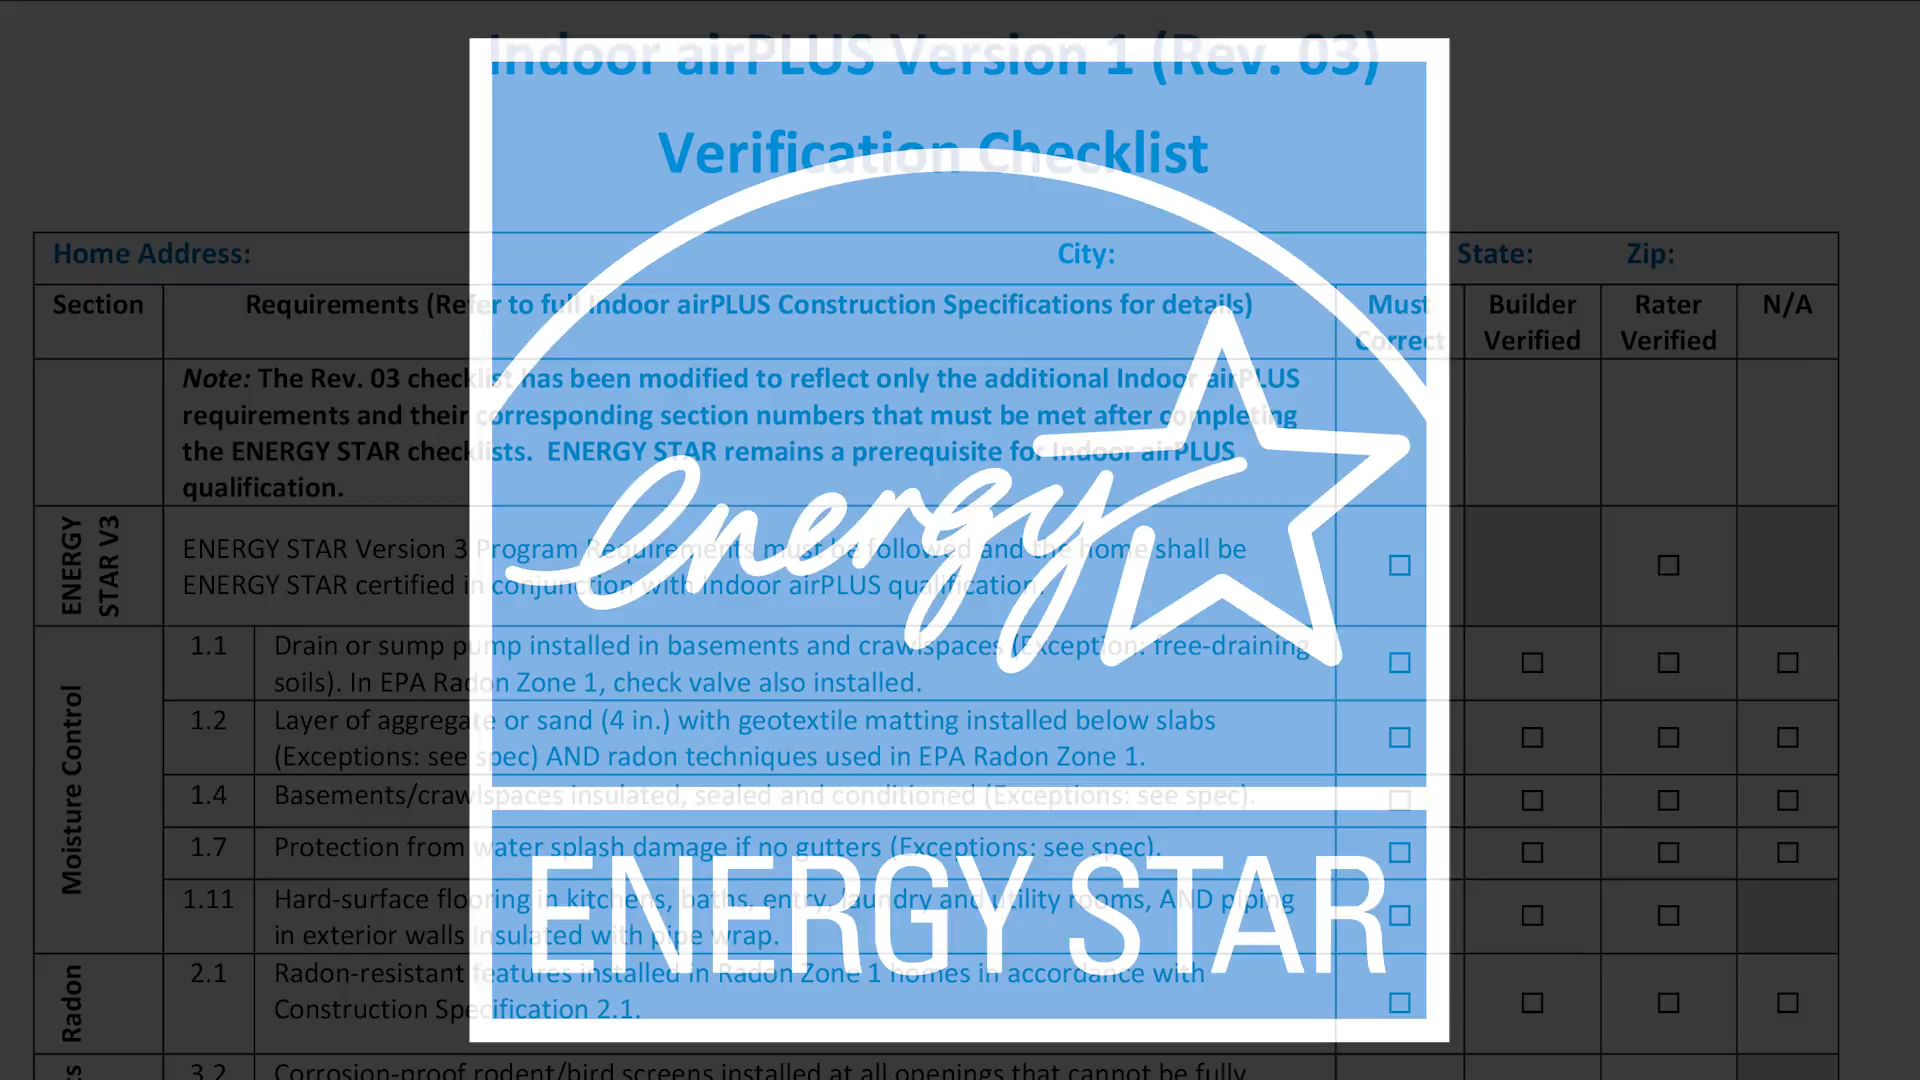 Indoor airPLUS Version 1 (Rev. 03)
Verification Checklist
Home Address: City: State: Zip:
Section Requirements (Refer to full Indoor airPLUS Construction Specifications for details) Must Correct Builder Verified Rater Verified N/A
Note: The Rev. 03 checklist has been modified to reflect only the additional Indoor airPLUS
requirements and their corresponding section numbers that must be met after completing
the ENERGY STAR checklists. ENERGY STAR remains a prerequisite for Indoor airPLUS
qualification.
ENERGY
STAR V3
ENERGY STAR Version 3 Program Requirements must be followed and the home shall be
ENERGY STAR certified in conjunction with Indoor airPLUS qualification.
energy
Moisture Control
1.1 Drain or sump pump installed in basements and crawlspaces (Exception: free-draining
soils). In EPA Radon Zone 1, check valve also installed.
1.2 Layer of aggregate or sand (4 in.) with geotextile matting installed below slabs
(Exceptions: see spec) AND radon techniques used in EPA Radon Zone 1.
1.4 Basements/crawlspaces insulated, sealed and conditioned (Exceptions: see spec).
1.7 Protection from water splash damage if no gutters (Exceptions: see spec).
1.11 Hard-surface flooring in kitchens, baths, entry, laundry and utility rooms, AND piping
in exterior walls insulated with pipe wrap.
ENERGY STAR
Radon
2.1 Radon-resistant features installed in Radon Zone 1 homes in accordance with
Construction Specification 2.1.
3.2 Corrosion-proof rodent/bird screens installed at all openings that cannot be fully